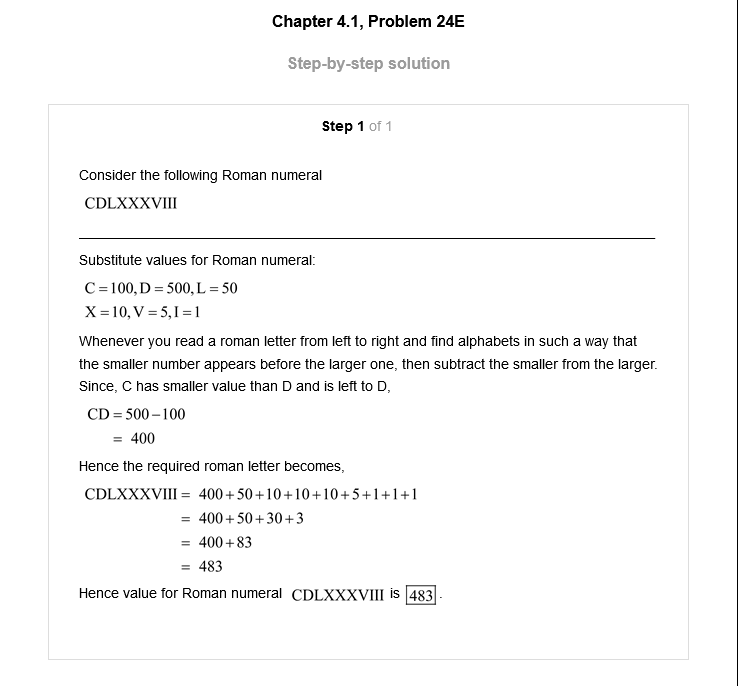 Chapter 4.1, Problem 24E
Step-by-step solution
Step 1 of 1
Consider the following Roman numeral
CDLXXXVIII
Substitute values for Roman numeral:
C = 100, D = 500, L = 50
X = 10, V = 5, I = 1
Whenever you read a roman letter from left to right and find alphabets in such a way that
the smaller number appears before the larger one, then subtract the smaller from the larger.
Since, C has smaller value than D and is left to D,
CD = 500 − 100
= 400
Hence the required roman letter becomes,
CDLXXXVIII = 400 + 50 + 10 + 10 + 10 + 5 + 1 + 1 + 1
= 400 + 50 + 30 + 3
= 400 + 83
= 483
Hence value for Roman numeral CDLXXXVIII is 483.